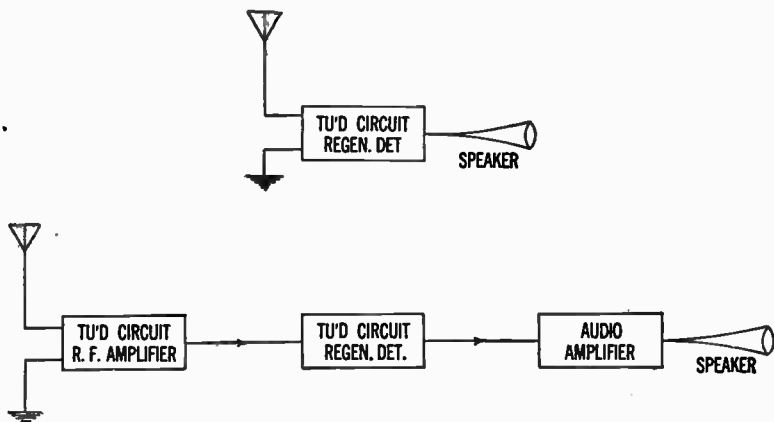 TU'D CIRCUIT
REGEN. DET
SPEAKER
TU'D CIRCUIT
R. F. AMPLIFIER
TU'D CIRCUIT
REGEN. DET.
AUDIO
AMPLIFIER
SPEAKER